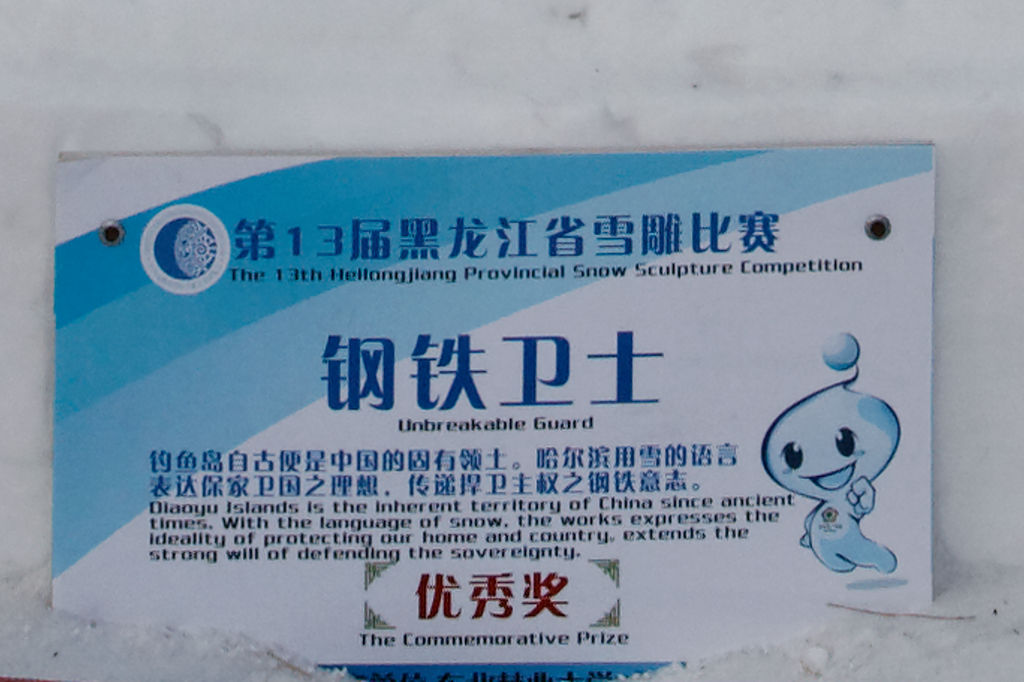 第13届黑龙江省雪雕比赛
The 13th Heilongjiang Provincial Snow Sculpture Competition
钢铁卫士
Unbreakable Guard
钓鱼岛自古便是中国的固有领土。哈尔滨用雪的语言
表达保家卫国之理想，传递捍卫主权之钢铁意志。
Diaoyu Islands is the inherent territory of China since ancient
times. With the language of snow, the works expresses the
ideality of protecting our home and country, extends the
strong will of defending the sovereignty.
优秀奖
The Commemorative Prize